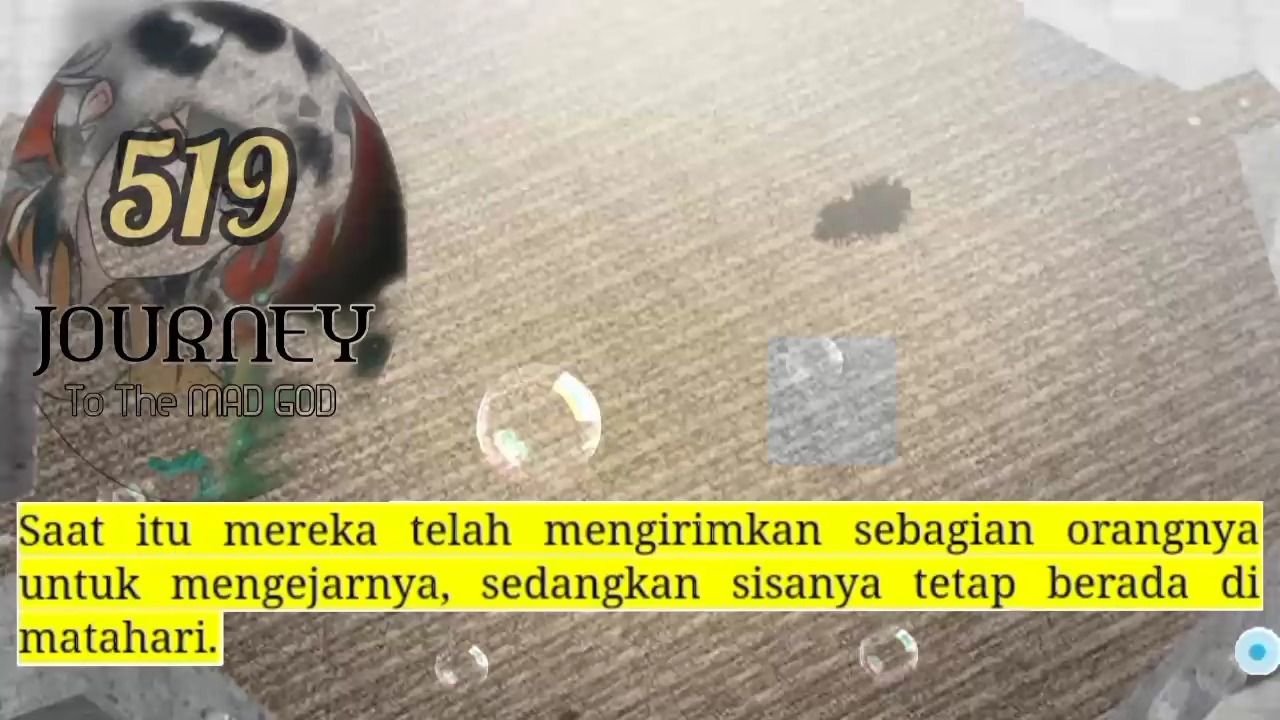 519
JOURNEY
To The MAD GOD
Saat itu mereka telah mengirimkan sebagian orangnya
untuk mengejarnya, sedangkan sisanya tetap berada di
matahari.